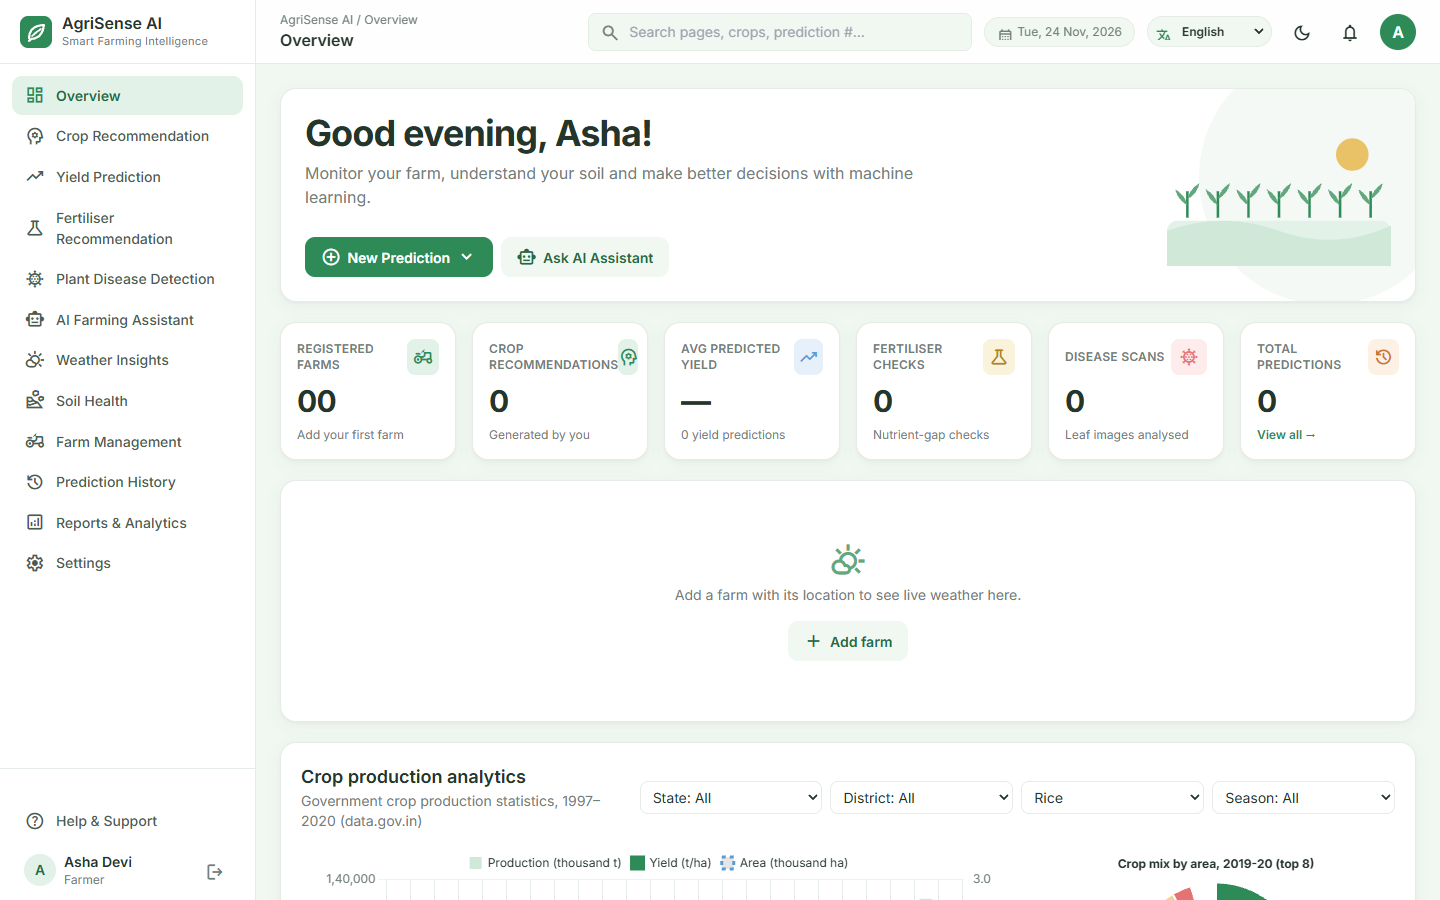 AgriSense AI
Smart Farming Intelligence
AgriSense AI / Overview
Overview
Search pages, crops, prediction #...
Tue, 24 Nov, 2026
English
A
Overview
Crop Recommendation
Yield Prediction
Fertiliser
Recommendation
Plant Disease Detection
AI Farming Assistant
Weather Insights
Soil Health
Farm Management
Prediction History
Reports & Analytics
Settings
Help & Support
A
Asha Devi
Farmer
Good evening, Asha!
Monitor your farm, understand your soil and make better decisions with machine
learning.
New Prediction
Ask AI Assistant
REGISTERED
FARMS
00
Add your first farm
CROP
RECOMMENDATIONS
0
Generated by you
AVG PREDICTED
YIELD
—
0 yield predictions
FERTILISER
CHECKS
0
Nutrient-gap checks
DISEASE SCANS
0
Leaf images analysed
TOTAL
PREDICTIONS
0
View all →
Add a farm with its location to see live weather here.
Add farm
Crop production analytics
Government crop production statistics, 1997–
2020 (data.gov.in)
State: All
District: All
Rice
Season: All
Production (thousand t)
Yield (t/ha)
Area (thousand ha)
1,40,000
3.0
Crop mix by area, 2019-20 (top 8)